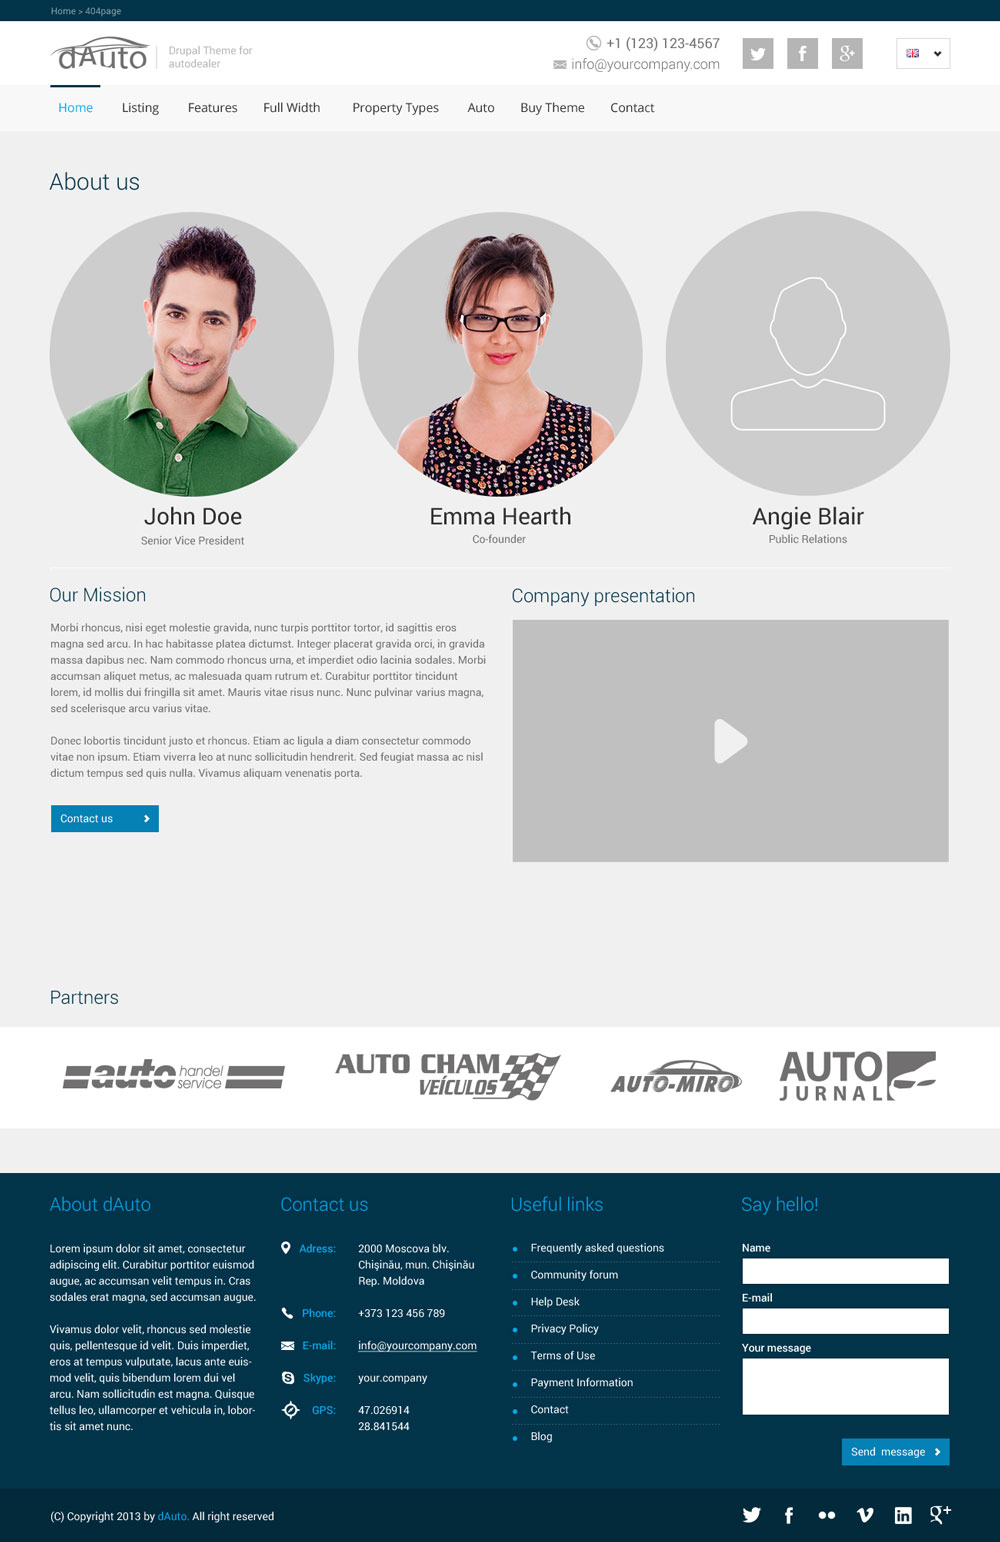 Home > 404page
dAuto
Drupal Theme for
autodealer
+1 (123) 123-4567
info@yourcompany.com
Home
Listing
Features
Full Width
Property Types
Auto
Buy Theme
Contact
About us
John Doe
Senior Vice President
Emma Hearth
Co-founder
Angie Blair
Public Relations
Our Mission
Morbi rhoncus, nisi eget molestie gravida, nunc turpis porttitor tortor, id sagittis eros
magna sed arcu. In hac habitasse platea dictumst. Integer placerat gravida orci, in gravida
massa dapibus nec. Nam commodo rhoncus urna, et imperdiet odio lacinia sodales. Morbi
accumsan aliquet metus, ac malesuada quam rutrum et. Curabitur porttitor tincidunt
lorem, id mollis dui fringilla sit amet. Mauris vitae risus nunc. Nunc pulvinar varius magna,
sed scelerisque arcu varius vitae.
Donec lobortis tincidunt justo et rhoncus. Etiam ac ligula a diam consectetur commodo
vitae non ipsum. Etiam viverra leo at nunc sollicitudin hendrerit. Sed feugiat massa ac nisl
dictum tempus sed quis nulla. Vivamus aliquam venenatis porta.
Contact us
Company presentation
Partners
auto handel
service
AUTO CHAM
VEÍCULOS
AUTO-MIRO
AUTO
JURNAL
About dAuto
Lorem ipsum dolor sit amet, consectetur
adipiscing elit. Curabitur porttitor euismod
augue, ac accumsan velit tempus in. Cras
sodales erat magna, sed accumsan augue.
Vivamus dolor velit, rhoncus sed molestie
quis, pellentesque id velit. Duis imperdiet,
eros at tempus vulputate, lacus ante euis-
mod velit, quis bibendum lorem dui vel
arcu. Nam sollicitudin est magna. Quisque
tellus leo, ullamcorper et vehicula in, lobor-
tis sit amet nunc.
Contact us
Adress: 2000 Moscova blv.
Chișinău, mun. Chișinău
Rep. Moldova
Phone: +373 123 456 789
E-mail: info@yourcompany.com
Skype: your.company
GPS: 47.026914
28.841544
Useful links
Frequently asked questions
Community forum
Help Desk
Privacy Policy
Terms of Use
Payment Information
Contact
Blog
Say hello!
Name
E-mail
Your message
Send message
(C) Copyright 2013 by dAuto. All right reserved